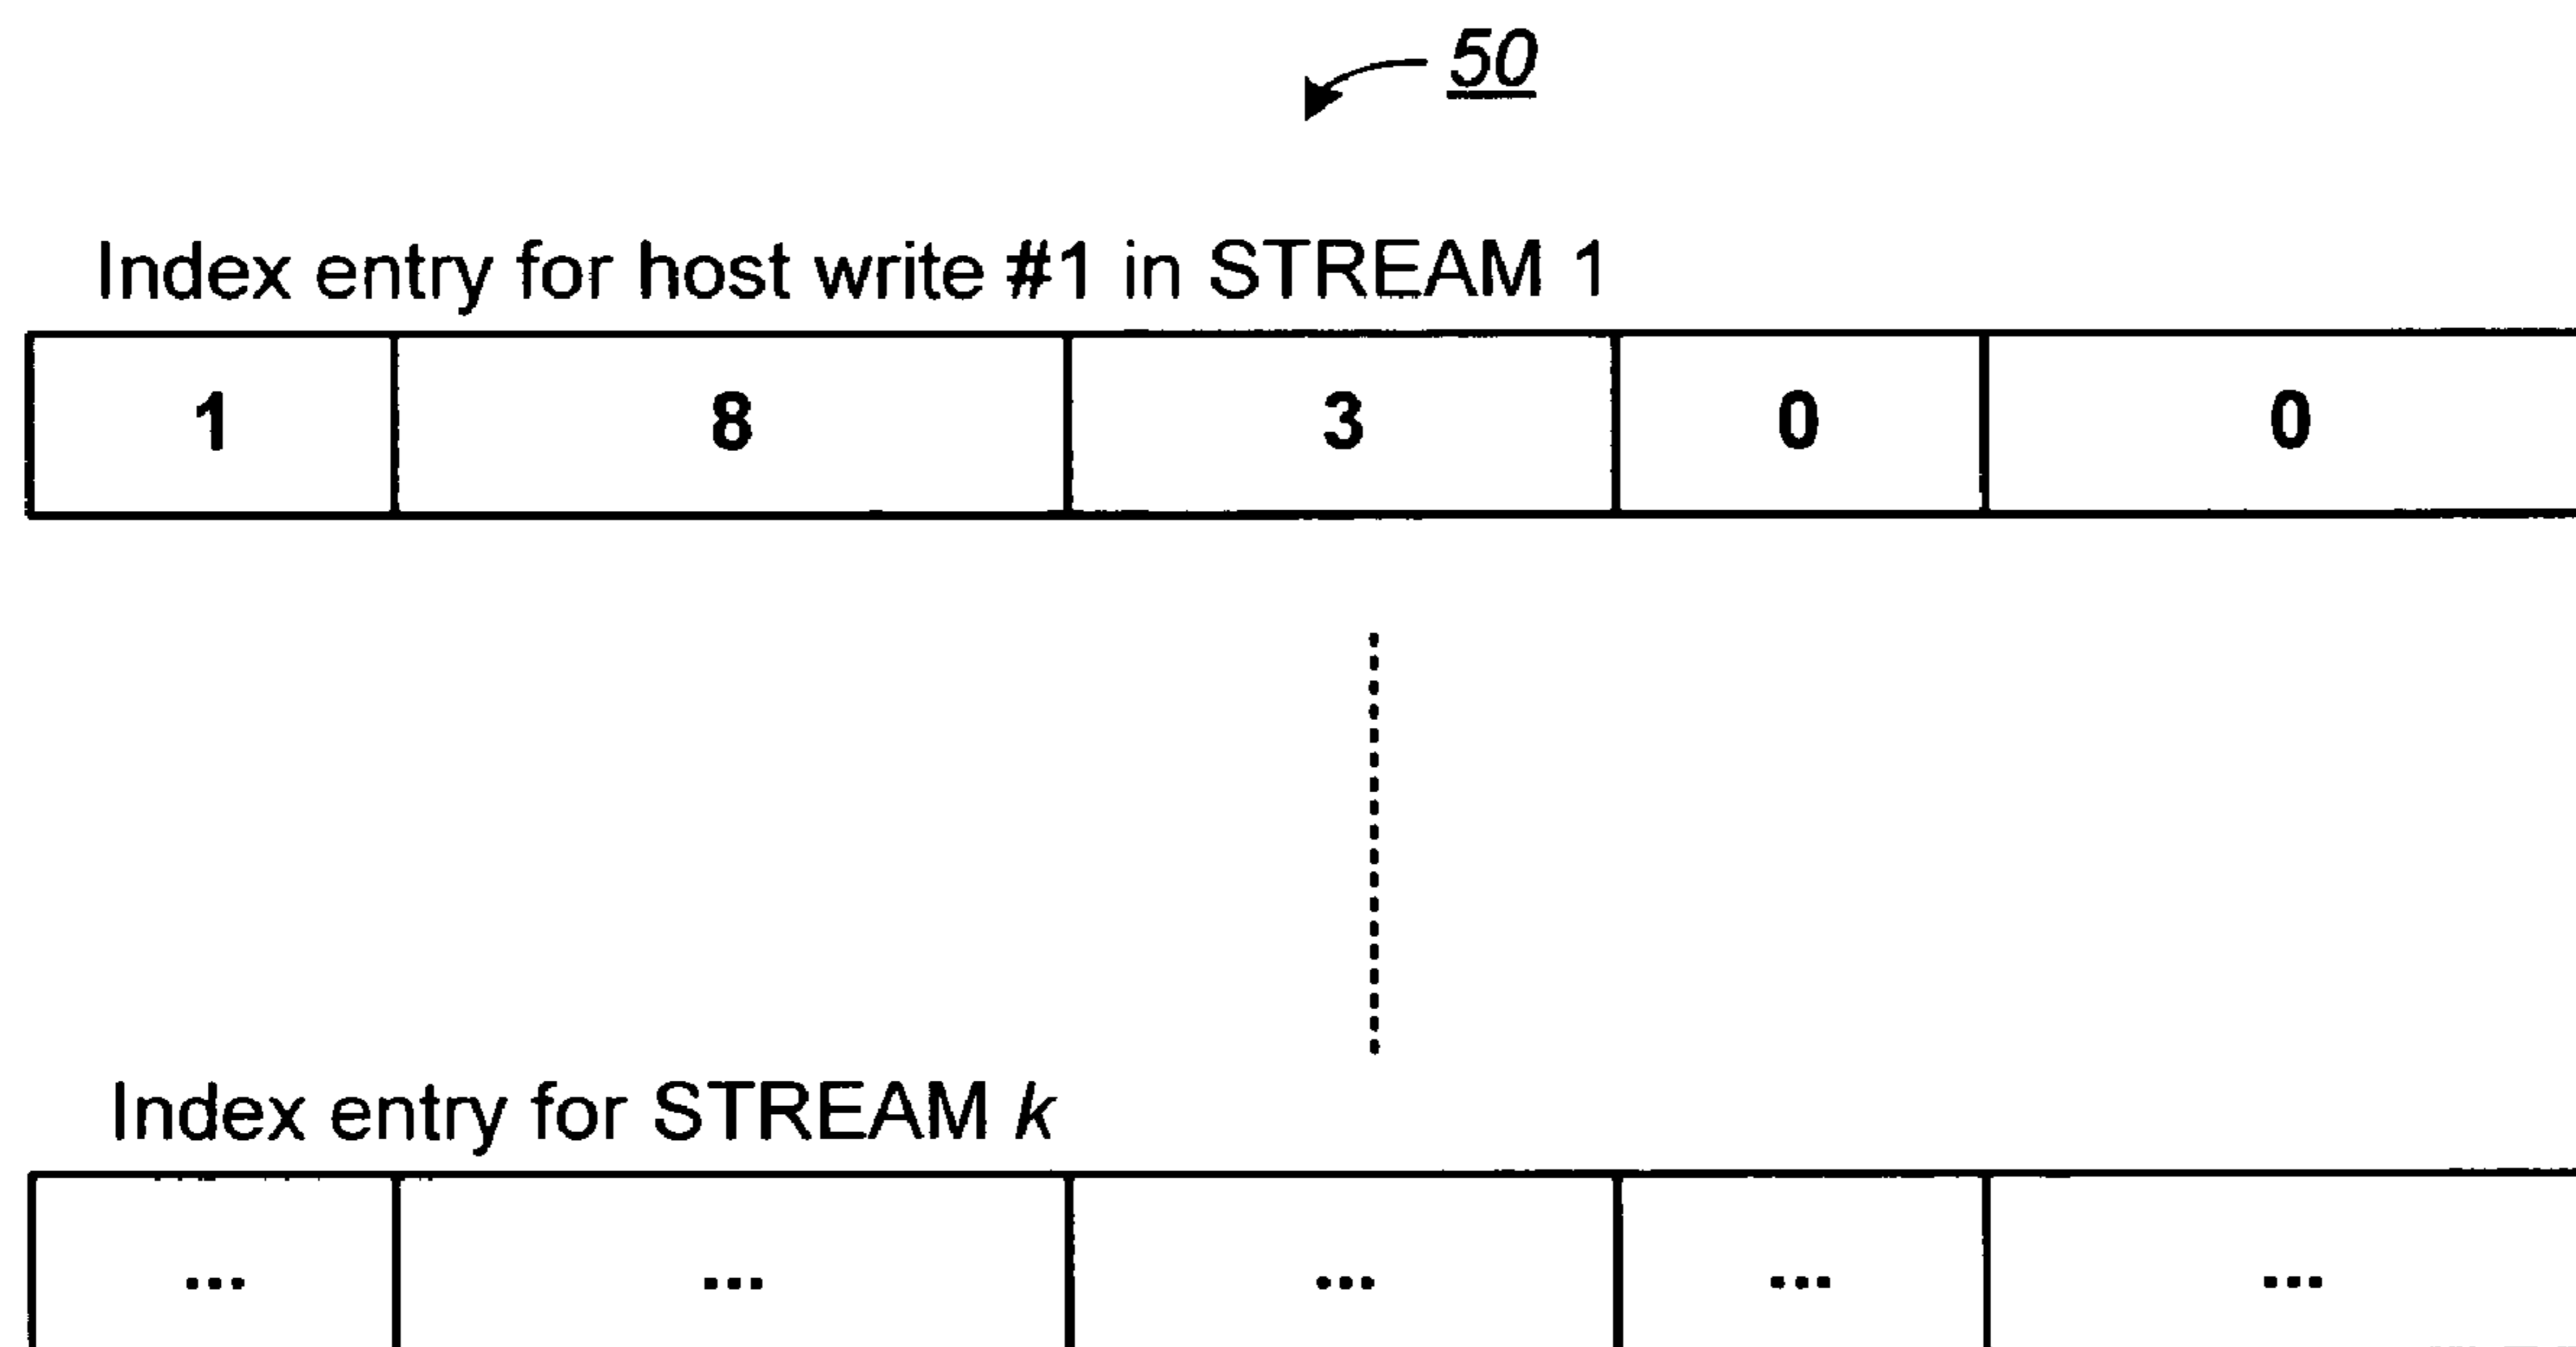 50
Index entry for host write #1 in STREAM 1
1 8 3 0 0
Index entry for STREAM k
... ... ... ... ...